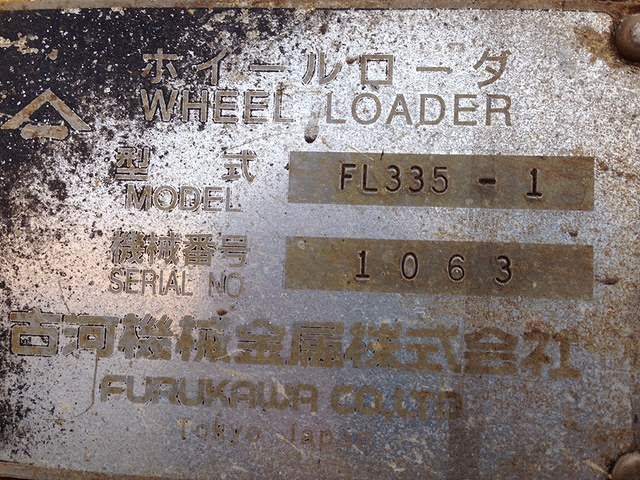 ホイールローダ
WHEEL LOADER
型式 FL335-1
MODEL
機械番号 1063
SERIAL NO
古河機械金属株式会社
FURUKAWA CO.,LTD
Tokyo Japan